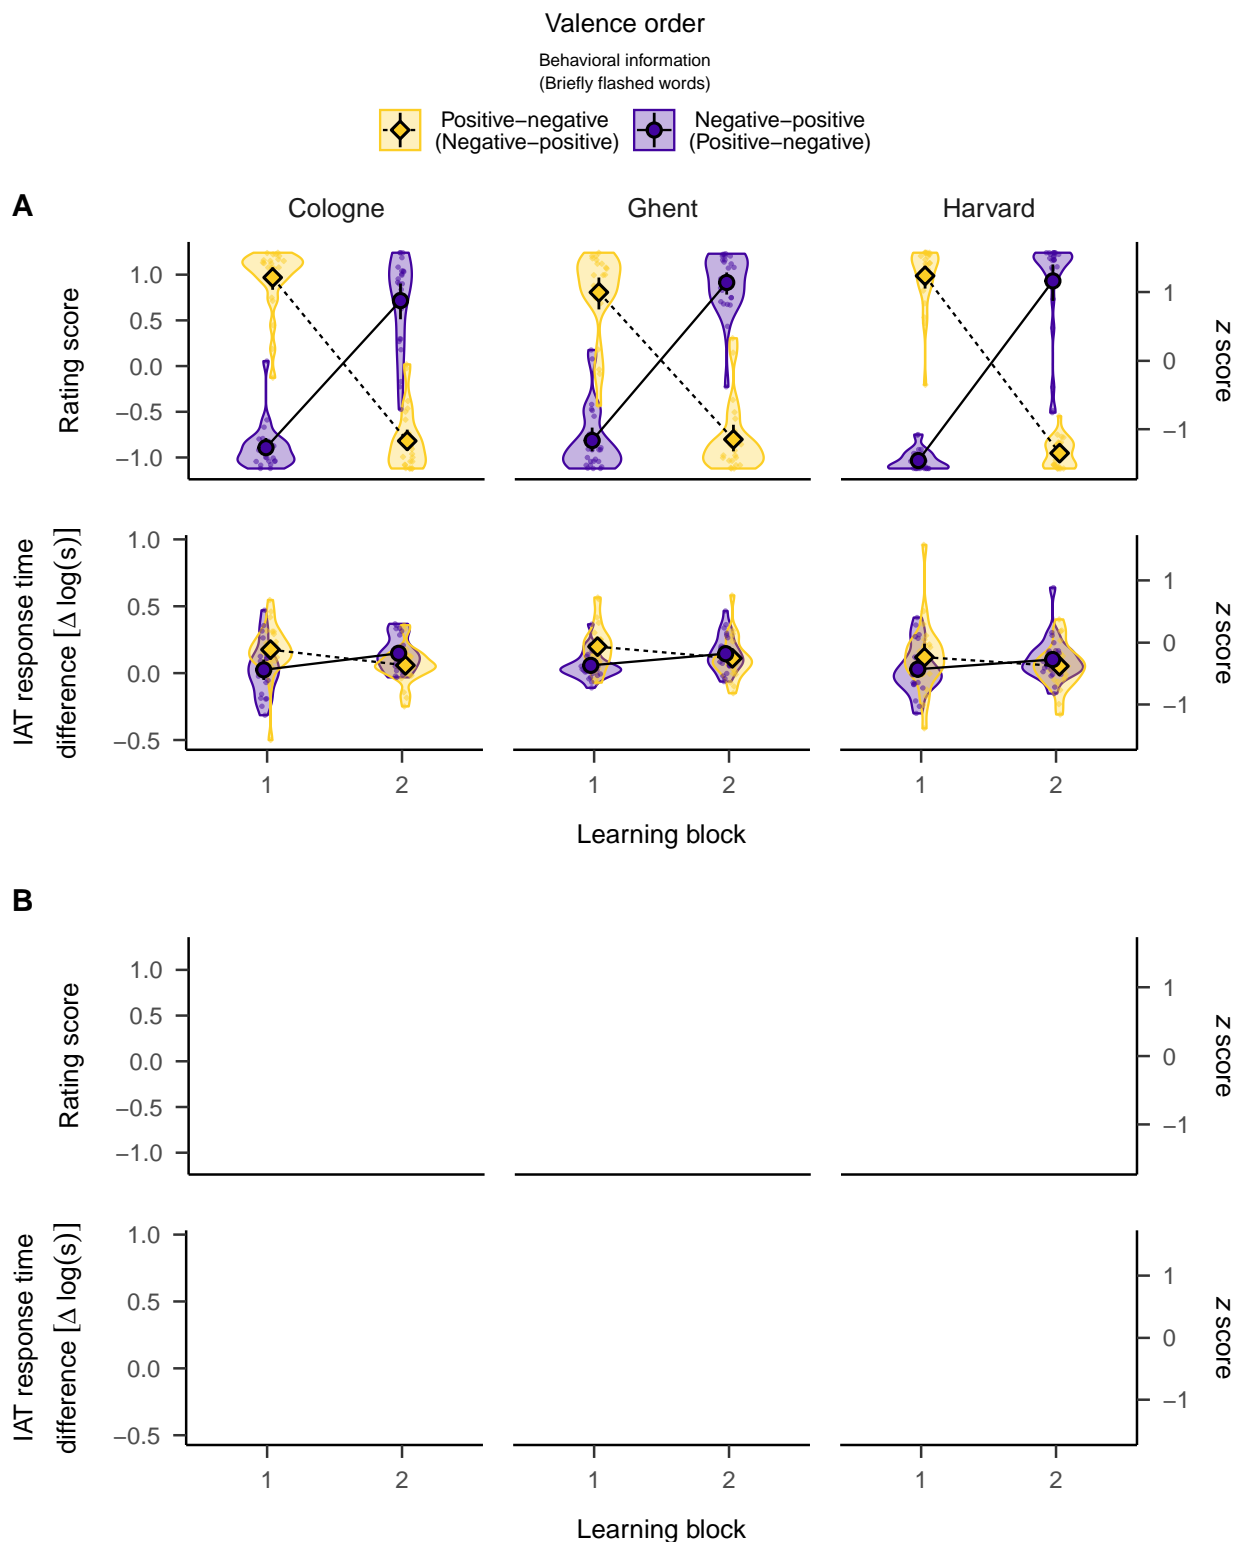 Valence order
Behavioral information
(Briefly flashed words)
Positive−negative
(Negative−positive)
Negative−positive
(Positive−negative)
A
Cologne
Ghent
Harvard
Rating score
1.0
0.5
0.0
−0.5
−1.0
1
0
−1
z score
IAT response time
difference [Δ log(s)]
1.0
0.5
0.0
−0.5
1
0
−1
z score
1 2 1 2 1 2
Learning block
B
Rating score
1.0
0.5
0.0
−0.5
−1.0
1
0
−1
z score
IAT response time
difference [Δ log(s)]
1.0
0.5
0.0
−0.5
1
0
−1
z score
1 2 1 2 1 2
Learning block